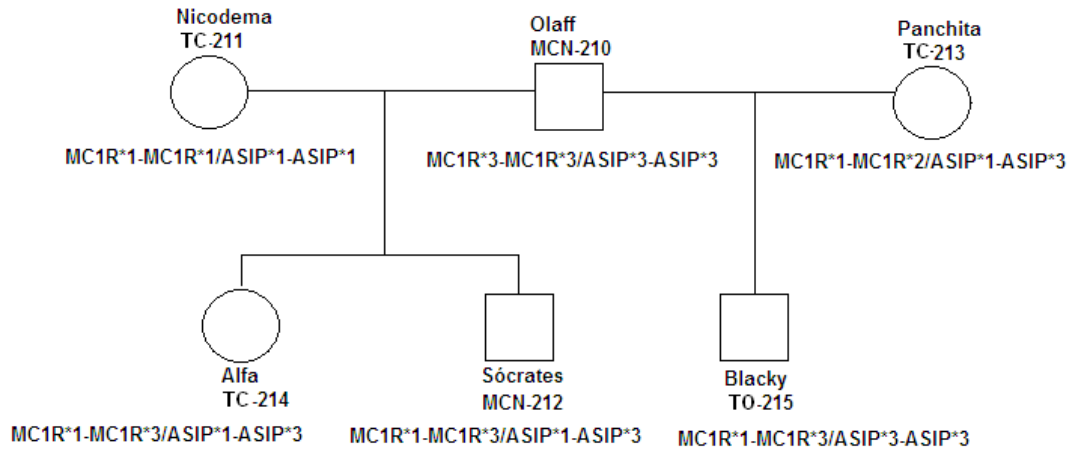 Nicodema
TC-211
Olaff
MCN-210
Panchita
TC-213
MC1R*1-MC1R*1/ASIP*1-ASIP*1
MC1R*3-MC1R*3/ASIP*3-ASIP*3
MC1R*1-MC1R*2/ASIP*1-ASIP*3
Alfa
TC-214
Sócrates
MCN-212
Blacky
TO-215
MC1R*1-MC1R*3/ASIP*1-ASIP*3
MC1R*1-MC1R*3/ASIP*1-ASIP*3
MC1R*1-MC1R*3/ASIP*3-ASIP*3